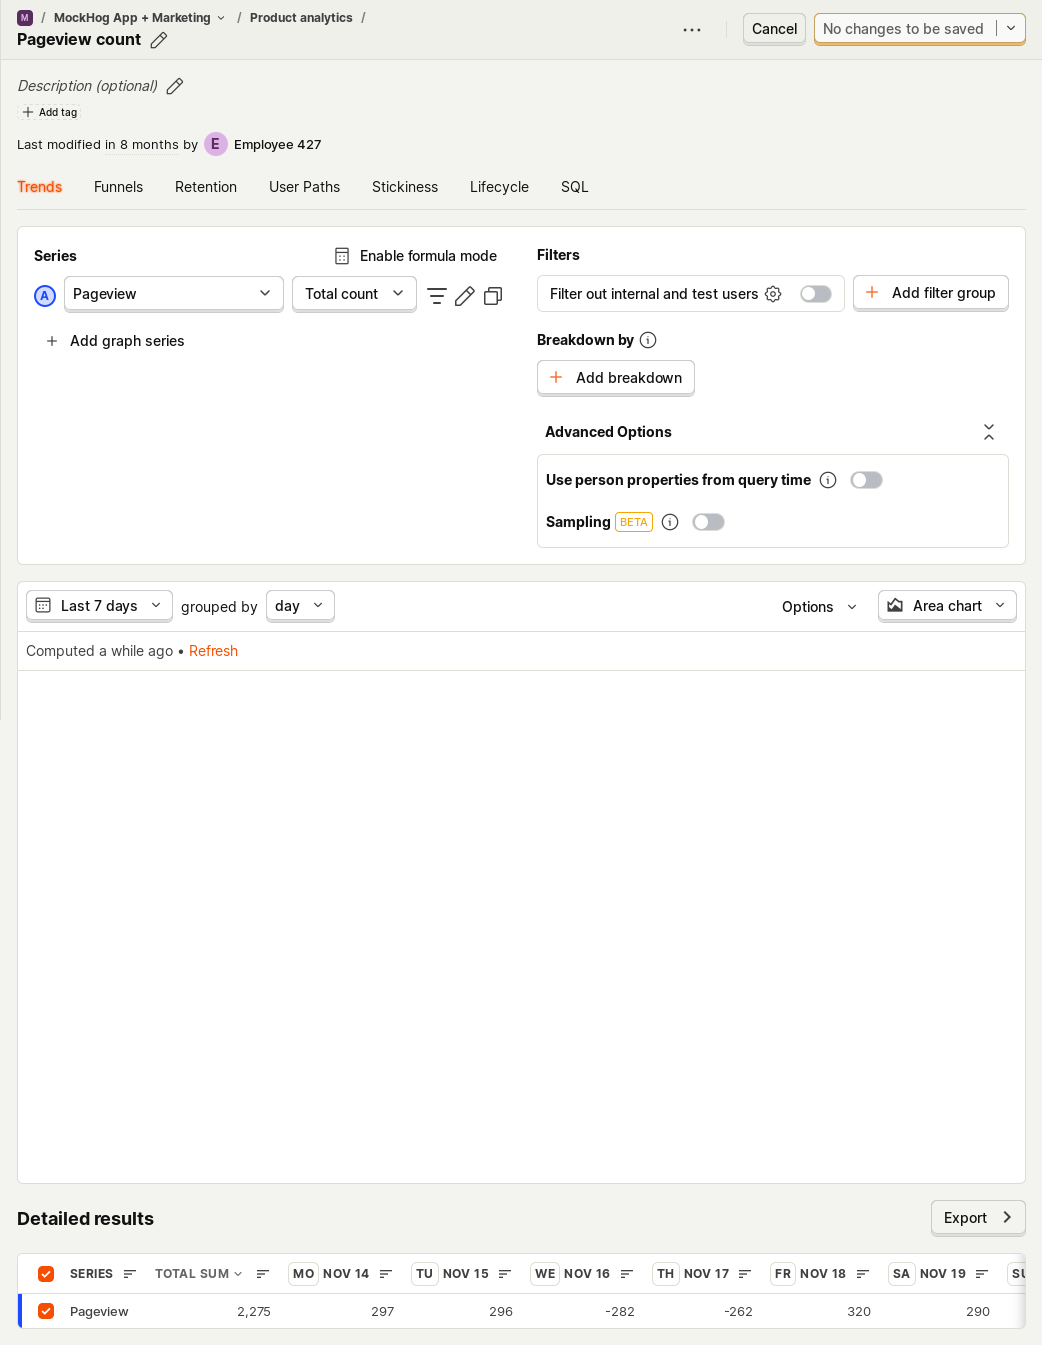 M / MockHog App + Marketing / Product analytics /
Pageview count
Cancel
No changes to be saved
Description (optional)
Add tag
Last modified in 8 months by E Employee 427
Trends Funnels Retention User Paths Stickiness Lifecycle SQL
Series
Enable formula mode
A Pageview Total count
Add graph series
Filters
Filter out internal and test users
Add filter group
Breakdown by
Add breakdown
Advanced Options
Use person properties from query time
Sampling BETA
Last 7 days grouped by day Options Area chart
Computed a while ago • Refresh
Detailed results
Export
SERIES TOTAL SUM MO NOV 14 TU NOV 15 WE NOV 16 TH NOV 17 FR NOV 18 SA NOV 19
Pageview 2,275 297 296 -282 -262 320 290